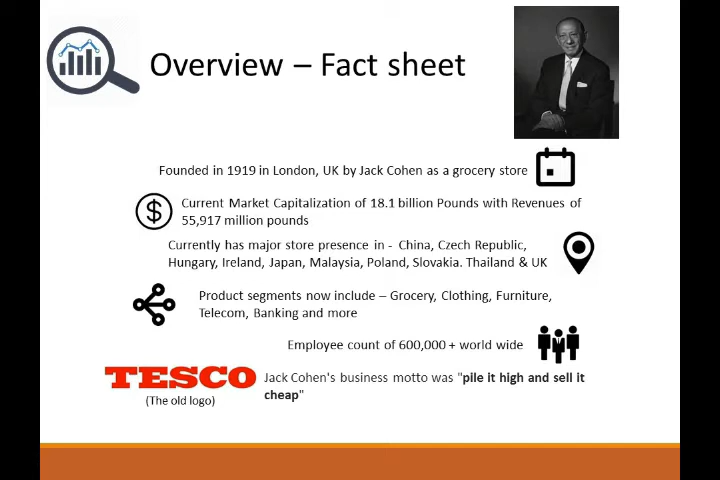 Overview – Fact sheet
Founded in 1919 in London, UK by Jack Cohen as a grocery store
Current Market Capitalization of 18.1 billion Pounds with Revenues of
55,917 million pounds
Currently has major store presence in - China, Czech Republic,
Hungary, Ireland, Japan, Malaysia, Poland, Slovakia. Thailand & UK
Product segments now include – Grocery, Clothing, Furniture,
Telecom, Banking and more
Employee count of 600,000 + world wide
TESCO
(The old logo)
Jack Cohen's business motto was "pile it high and sell it
cheap"